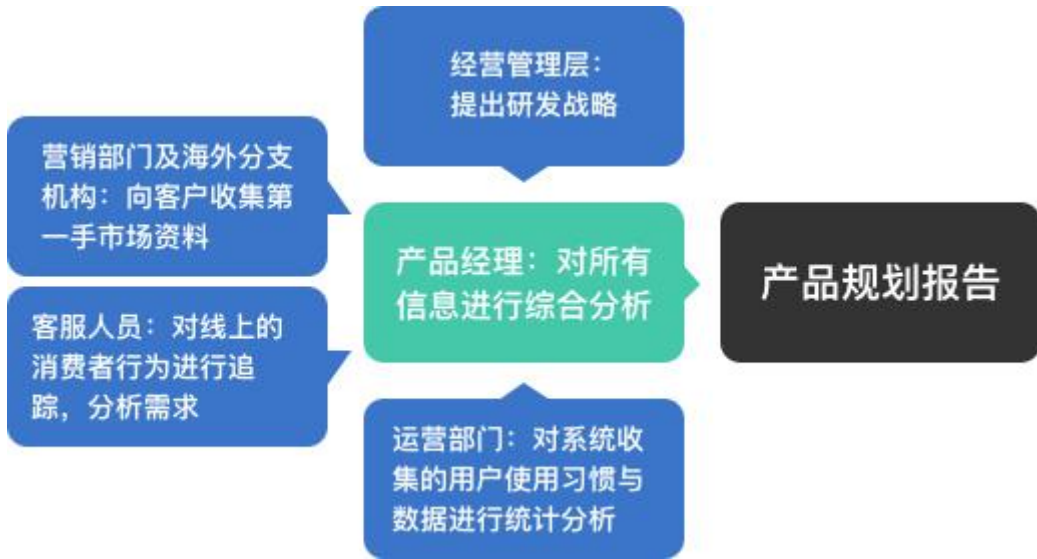 经营管理层：
提出研发战略
营销部门及海外分支
机构：向客户收集第
一手市场资料
产品经理：对所有
信息进行综合分析
产品规划报告
客服人员：对线上的
消费者行为进行追
踪，分析需求
运营部门：对系统收
集的用户使用习惯与
数据进行统计分析